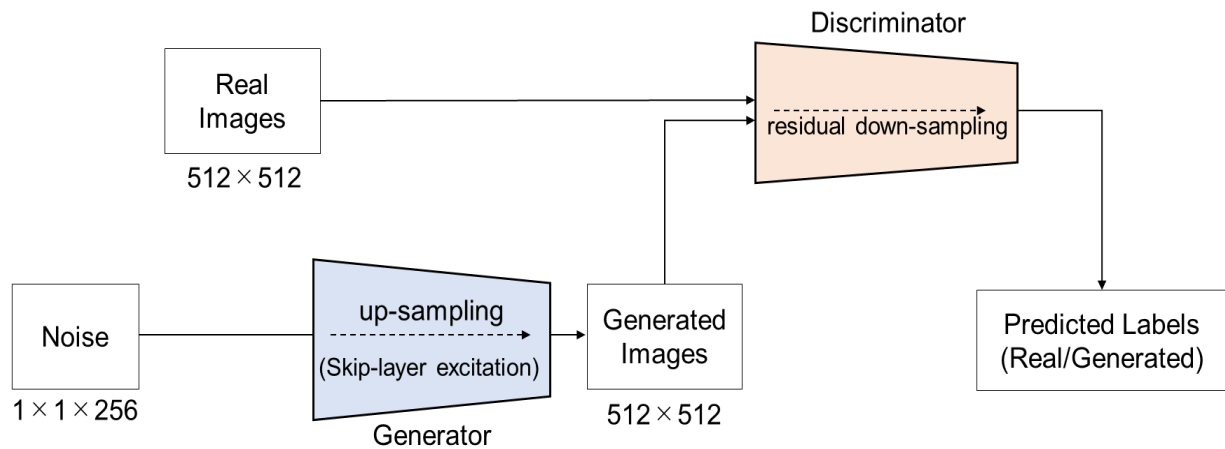 Discriminator
Real
Images
512×512
residual down-sampling
Noise
1×1×256
up-sampling
(Skip-layer excitation)
Generator
Generated
Images
512×512
Predicted Labels
(Real/Generated)